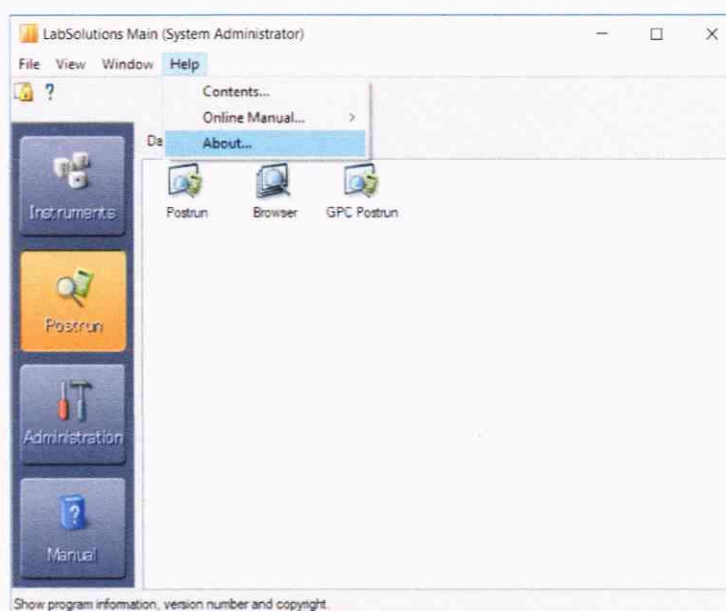 LabSolutions Main (System Administrator)
File View Window Help
?
Contents...
Online Manual... >
Da
About...
Instruments
Postrun Browser GPC Postrun
Postrun
Administration
?
Manual
Show program information, version number and copyright.